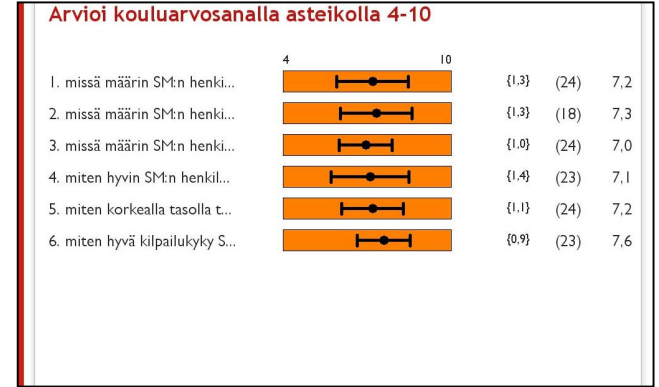 Arvioi kouluarvosanalla asteikolla 4-10
4 10
1. missä määrin SM:n henki... {1,3} (24) 7,2
2. missä määrin SM:n henki... {1,3} (18) 7,3
3. missä määrin SM:n henki... {1,0} (24) 7,0
4. miten hyvin SM:n henkil... {1,4} (23) 7,1
5. miten korkealla tasolla t... {1,1} (24) 7,2
6. miten hyvä kilpailukyky S... {0,9} (23) 7,6